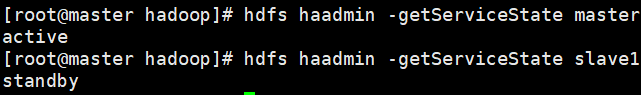 [root@master hadoop]# hdfs haadmin -getServiceState master
active
[root@master hadoop]# hdfs haadmin -getServiceState slave1
standby